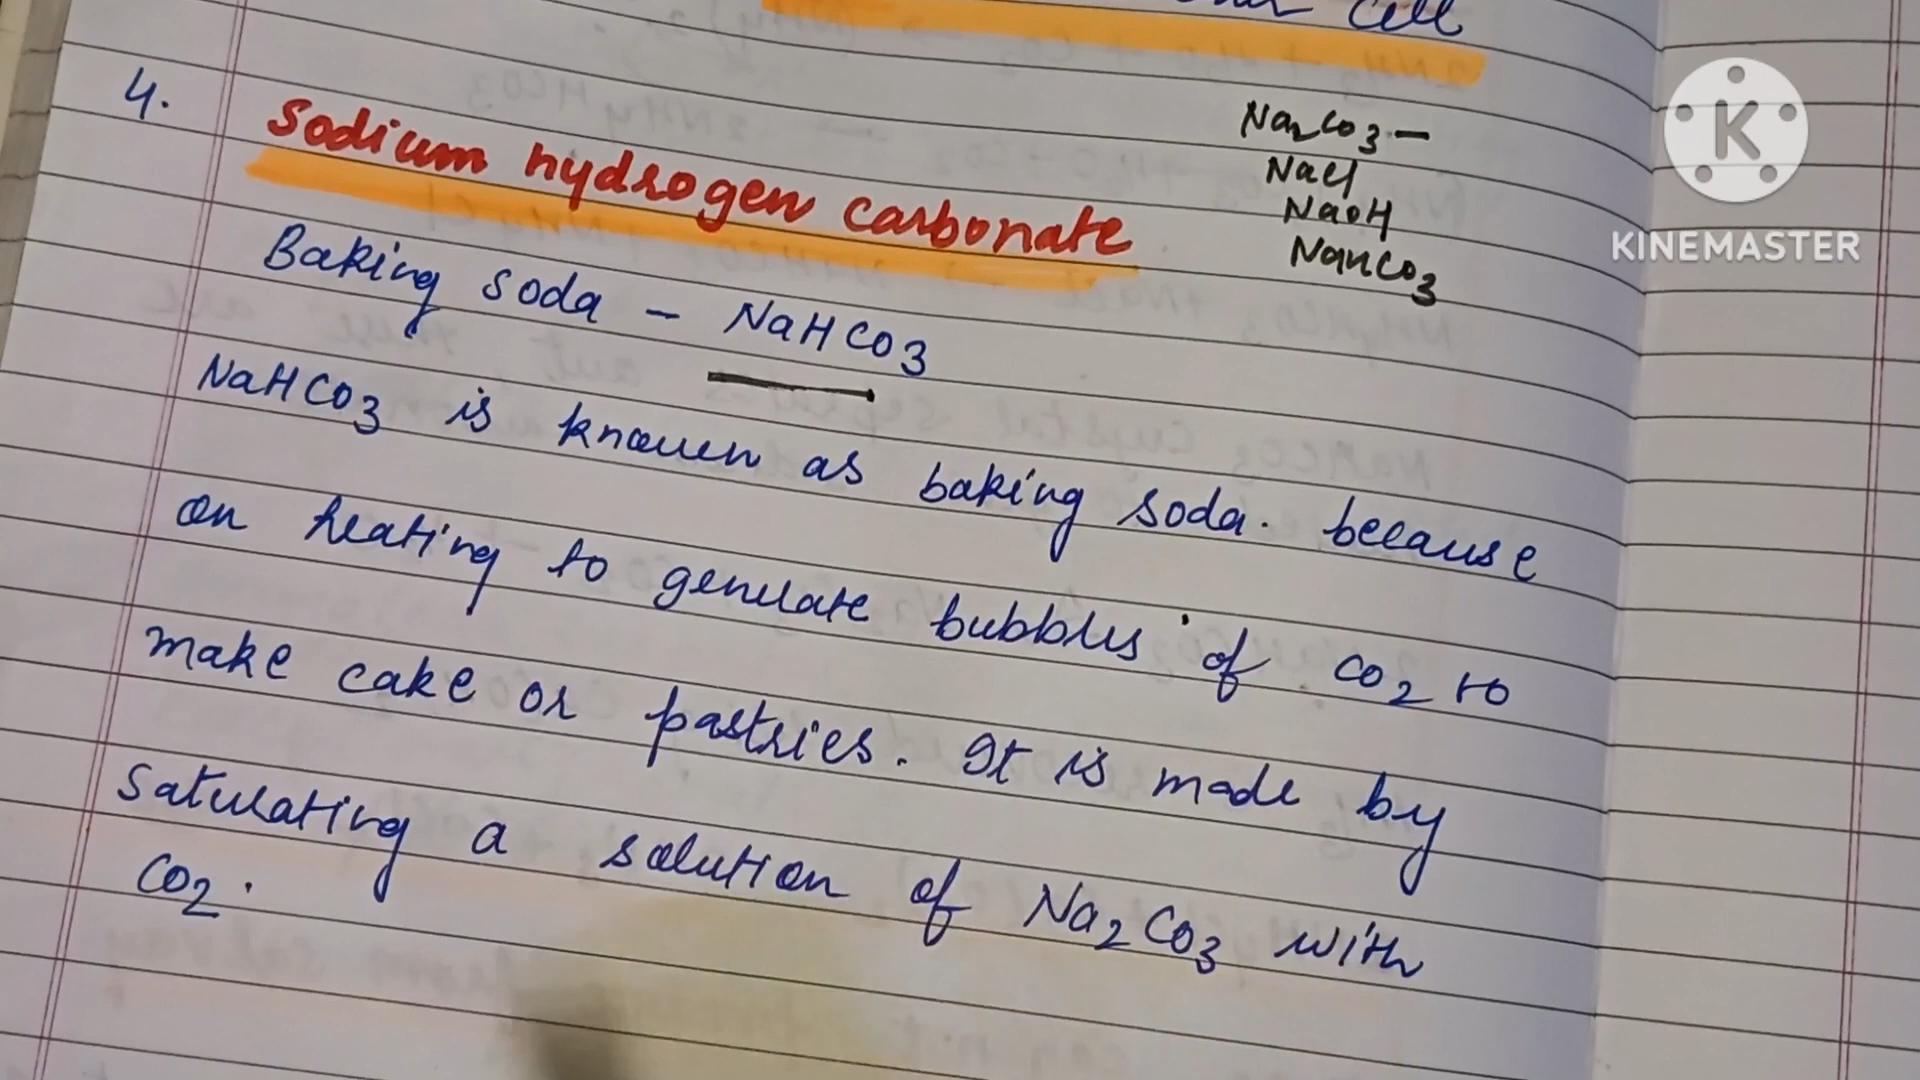 cell
4.
Sodium hydrogen carbonate
Na2CO3 -
NaCl
NaOH
NaHCO3
K
KINEMASTER
Baking soda - NaHCO3
NaHCO3 is known as baking soda. because
on heating to generate bubbles of CO2 to
make cake or pastries. It is made by
saturating a solution of Na2CO3 with
CO2.